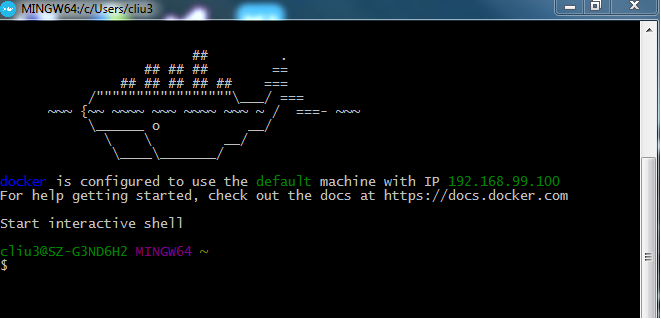 MINGW64:/c/Users/cliu3
                        ##         .
                  ## ## ##        ==
               ## ## ## ## ##    ===
           /"""""""""""""""""\___/ ===
      ~~~ {~~ ~~~~ ~~~ ~~~~ ~~~ ~ /  ===- ~~~
           \______ o           __/
             \    \         __/
              \____\_______/
docker is configured to use the default machine with IP 192.168.99.100
For help getting started, check out the docs at https://docs.docker.com
Start interactive shell
cliu3@SZ-G3ND6H2 MINGW64 ~
$